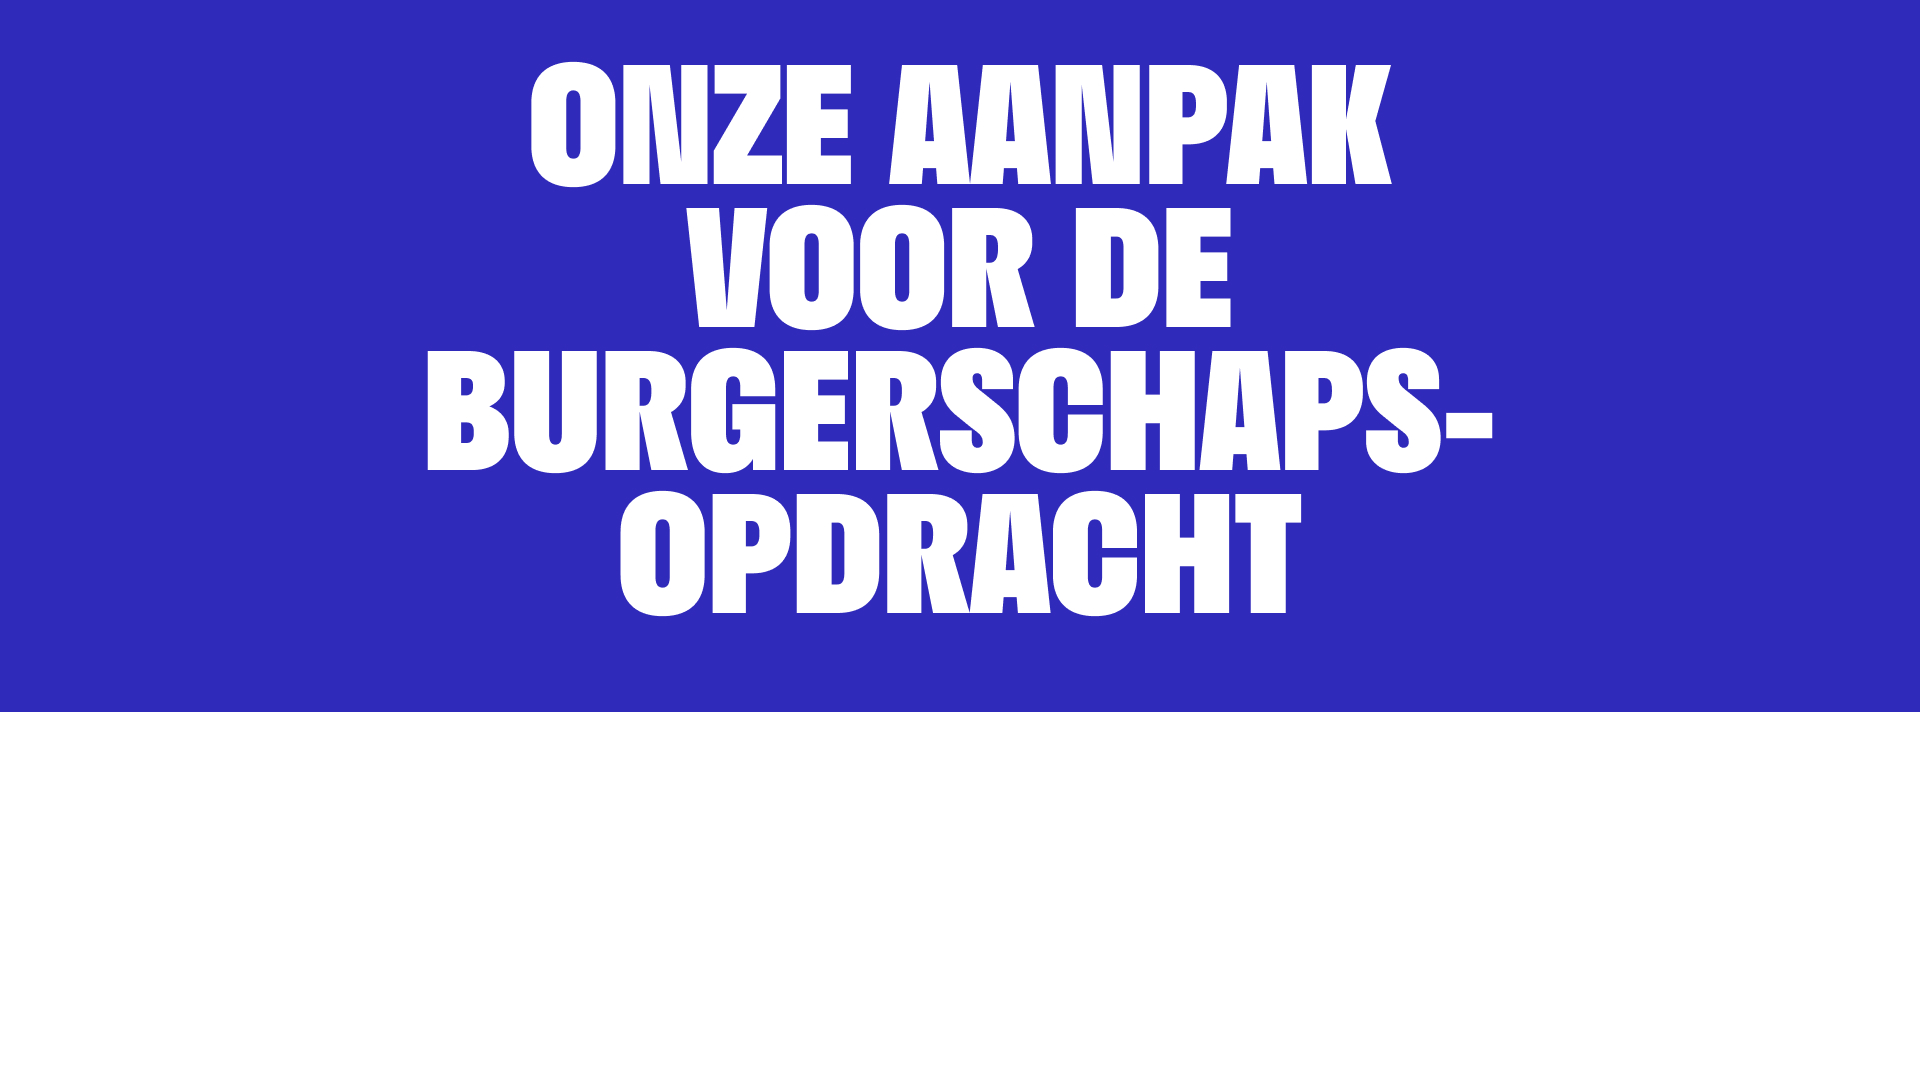 ONZE AANPAK
VOOR DE
BURGERSCHAPS-
OPDRACHT